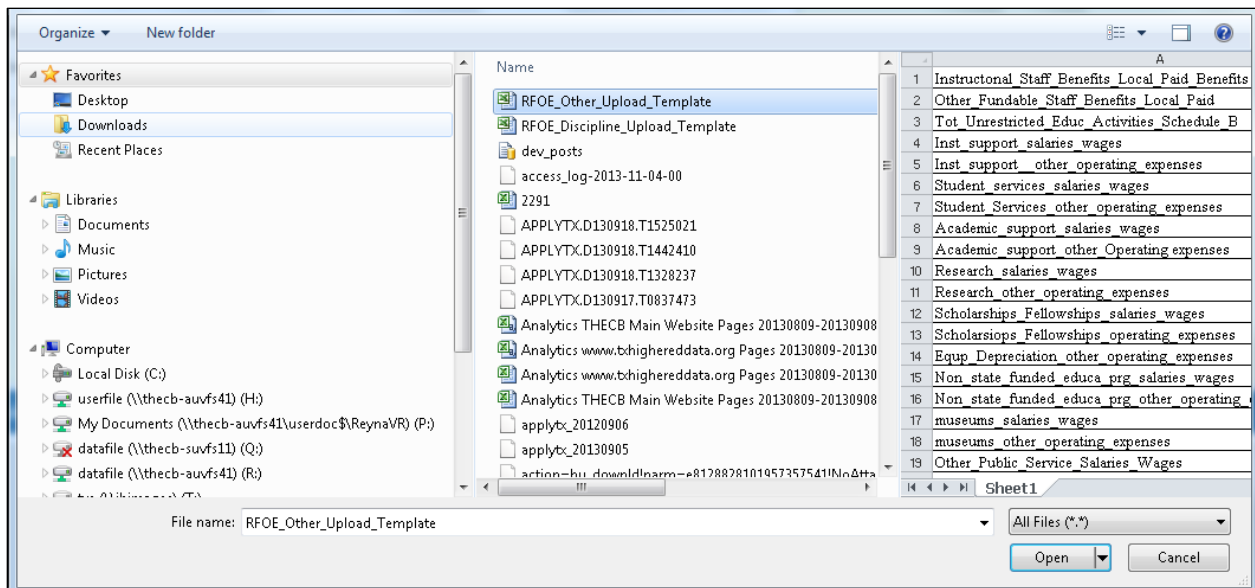 Organize New folder
Favorites
Desktop
Downloads
Recent Places
Libraries
Documents
Music
Pictures
Videos
Computer
Local Disk (C:)
userfile (\\thecb-auvfs41) (H:)
My Documents (\\thecb-auvfs41\userdoc$\ReynaVR) (P:)
datafile (\\thecb-suvfs11) (Q:)
datafile (\\thecb-auvfs41) (R:)
Name
RFOE_Other_Upload_Template
RFOE_Discipline_Upload_Template
dev_posts
access_log-2013-11-04-00
2291
APPLYTX.D130918.T1525021
APPLYTX.D130918.T1442410
APPLYTX.D130918.T1328237
APPLYTX.D130917.T0837473
Analytics THECB Main Website Pages 20130809-20130908
Analytics www.txhighereddata.org Pages 20130809-20130
Analytics www.txhighereddata.org Pages 20130809-20130
Analytics THECB Main Website Pages 20130809-20130908
applytx_20120906
applytx_20120905
A
1 Instructonal_Staff_Benefits_Local_Paid_Benefits
2 Other_Fundable_Staff_Benefits_Local_Paid
3 Tot_Unrestricted_Educ_Activities_Schedule_B
4 Inst_support_salaries_wages
5 Inst_support__other_operating_expenses
6 Student_services_salaries_wages
7 Student_Services_other_operating_expenses
8 Academic_support_salaries_wages
9 Academic_support_other_Operating expenses
10 Research_salaries_wages
11 Research_other_operating_expenses
12 Scholarships_Fellowships_salaries_wages
13 Scholarsiops_Fellowships_operating_expenses
14 Equp_Depreciation_other_operating_expenses
15 Non_state_funded_educa_prg_salaries_wages
16 Non_state_funded_educa_prg_other_operating_
17 museums_salaries_wages
18 museums_other_operating_expenses
19 Other_Public_Service_Salaries_Wages
Sheet1
File name: RFOE_Other_Upload_Template
All Files (*.*)
Open Cancel